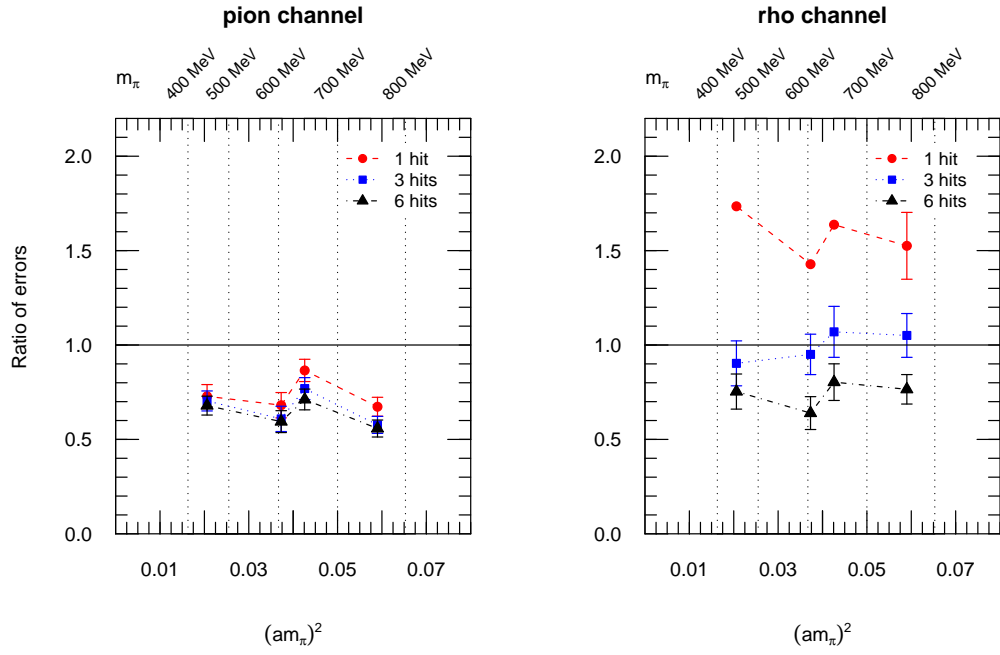 pion channel
mπ 400 MeV 500 MeV 600 MeV 700 MeV 800 MeV
1 hit
3 hits
6 hits
Ratio of errors
2.0
1.5
1.0
0.5
0.0
0.01 0.03 0.05 0.07
(amπ)²
rho channel
mπ 400 MeV 500 MeV 600 MeV 700 MeV 800 MeV
1 hit
3 hits
6 hits
2.0
1.5
1.0
0.5
0.0
0.01 0.03 0.05 0.07
(amπ)²